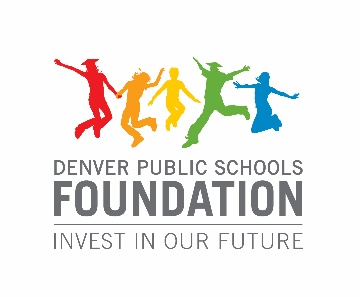 DENVER PUBLIC SCHOOLS
FOUNDATION
INVEST IN OUR FUTURE